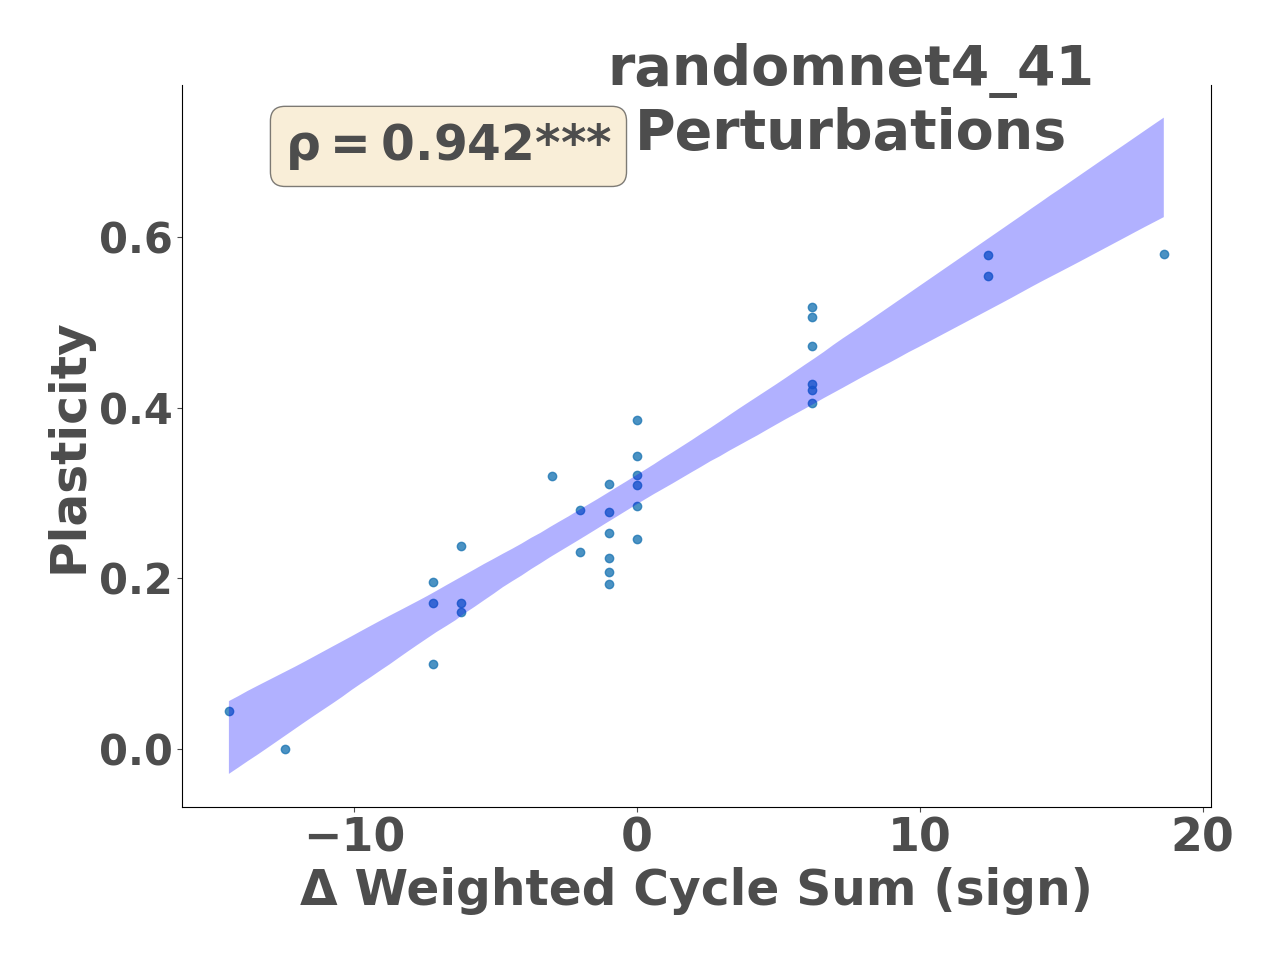 randomnet4_41
Perturbations
ρ = 0.942***
Plasticity
0.6
0.4
0.2
0.0
−10
0
10
20
Δ Weighted Cycle Sum (sign)